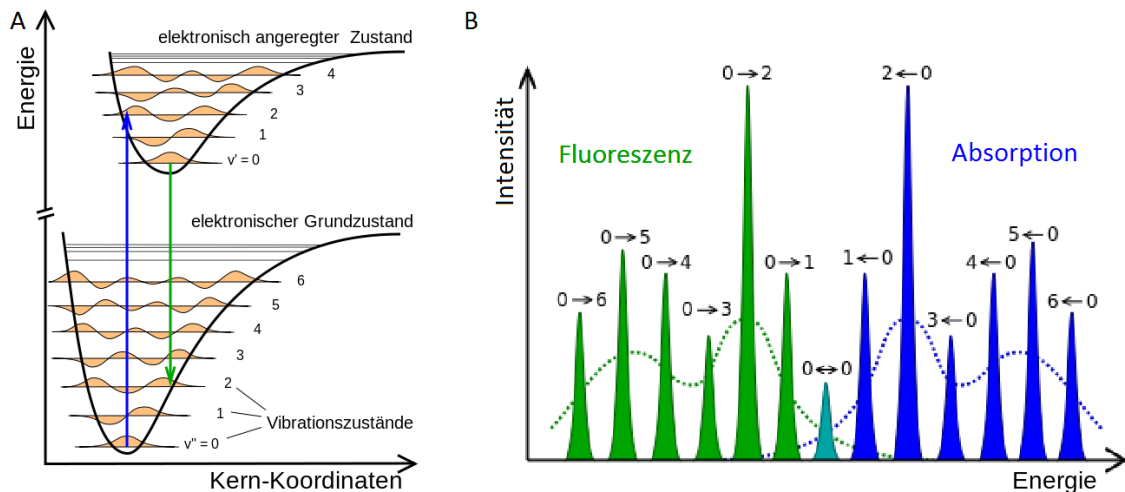 A
Energie
elektronisch angeregter Zustand
4
3
2
1
v' = 0
elektronischer Grundzustand
6
5
4
3
2
1
v'' = 0
Vibrationszustände
Kern-Koordinaten
B
Intensität
Fluoreszenz
Absorption
0→6
0→5
0→4
0→3
0→2
0→1
0↔0
1←0
2←0
3←0
4←0
5←0
6←0
Energie